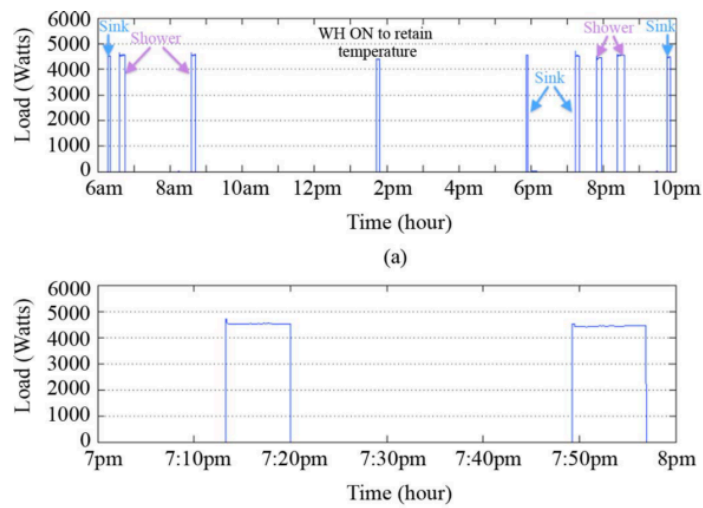 6000
5000
4000
3000
2000
1000
0
Load (Watts)
Sink
Shower
WH ON to retain
temperature
Sink
Shower
Sink
6am 8am 10am 12pm 2pm 4pm 6pm 8pm 10pm
Time (hour)
(a)
6000
5000
4000
3000
2000
1000
0
Load (Watts)
7pm 7:10pm 7:20pm 7:30pm 7:40pm 7:50pm 8pm
Time (hour)